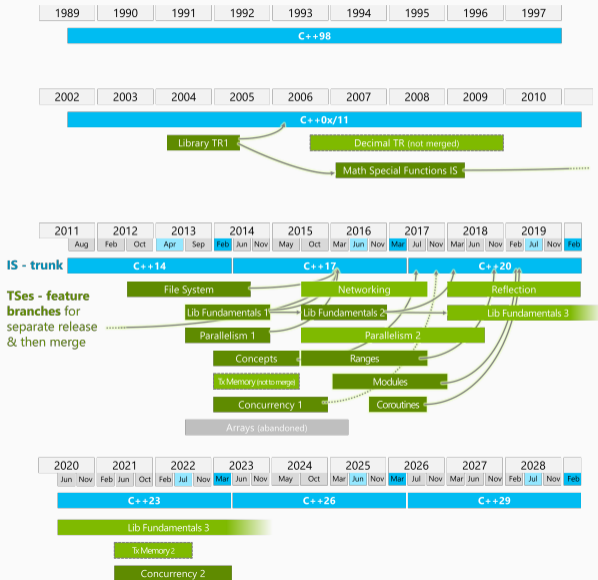 1989 1990 1991 1992 1993 1994 1995 1996 1997
C++98
2002 2003 2004 2005 2006 2007 2008 2009 2010
C++0x/11
Library TR1 Decimal TR (not merged)
Math Special Functions IS
2011 2012 2013 2014 2015 2016 2017 2018 2019
Aug Feb Oct Apr Sep Feb Jun Nov May Oct Mar Jun Nov Mar Jul Nov Mar Jun Nov Feb Jul Nov Feb
IS - trunk C++14 C++17 C++20
TSes - feature
branches for
separate release
& then merge
File System Networking Reflection
Lib Fundamentals 1 Lib Fundamentals 2 Lib Fundamentals 3
Parallelism 1 Parallelism 2
Concepts Ranges
Tx Memory (not to merge) Modules
Concurrency 1 Coroutines
Arrays (abandoned)
2020 2021 2022 2023 2024 2025 2026 2027 2028
Jun Nov Feb Jun Oct Feb Jul Nov Mar Jun Nov May Oct Mar Jun Nov Mar Jul Nov Mar Jun Nov Feb Jul Nov Feb
C++23 C++26 C++29
Lib Fundamentals 3
Tx Memory 2
Concurrency 2